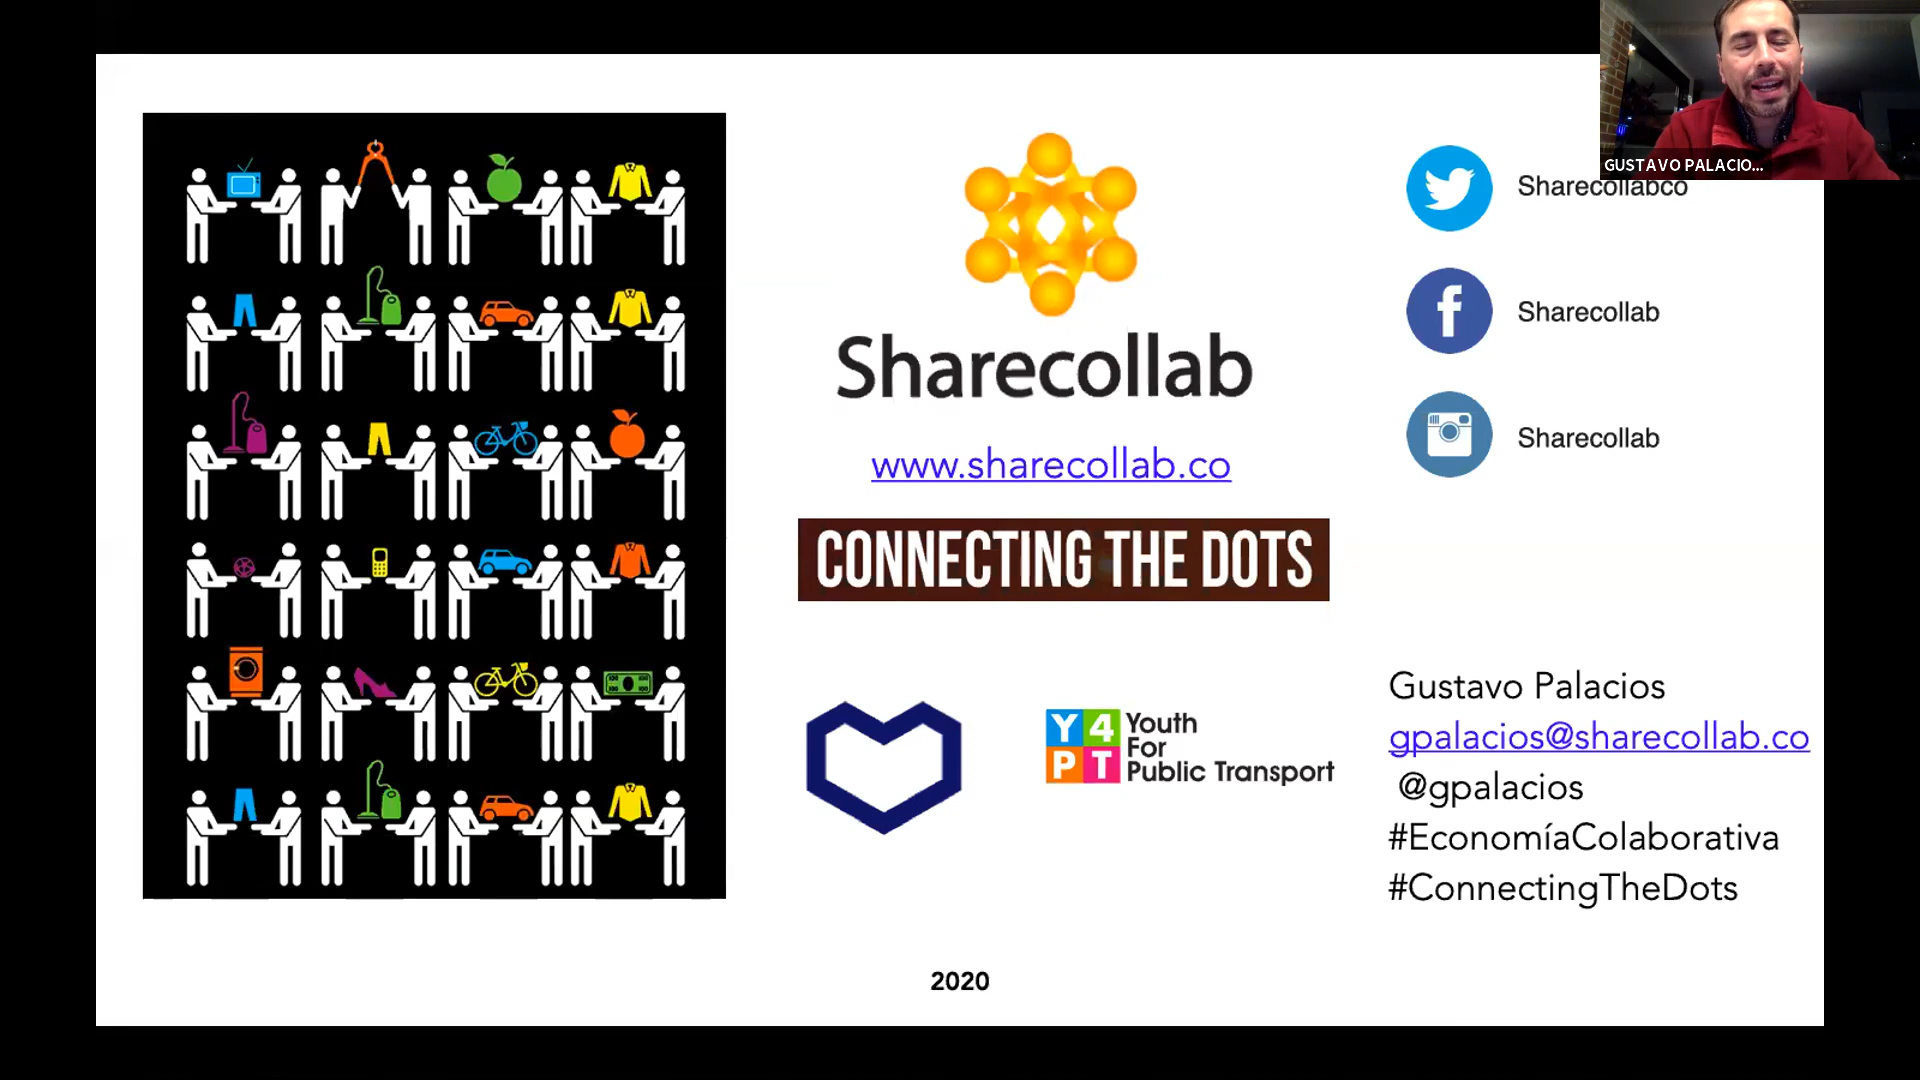 GUSTAVO PALACIO...
Sharecollabco
Sharecollab
Sharecollab
Sharecollab
www.sharecollab.co
CONNECTING THE DOTS
Y4
PT
Youth
For
Public Transport
Gustavo Palacios
gpalacios@sharecollab.co
@gpalacios
#EconomíaColaborativa
#ConnectingTheDots
2020